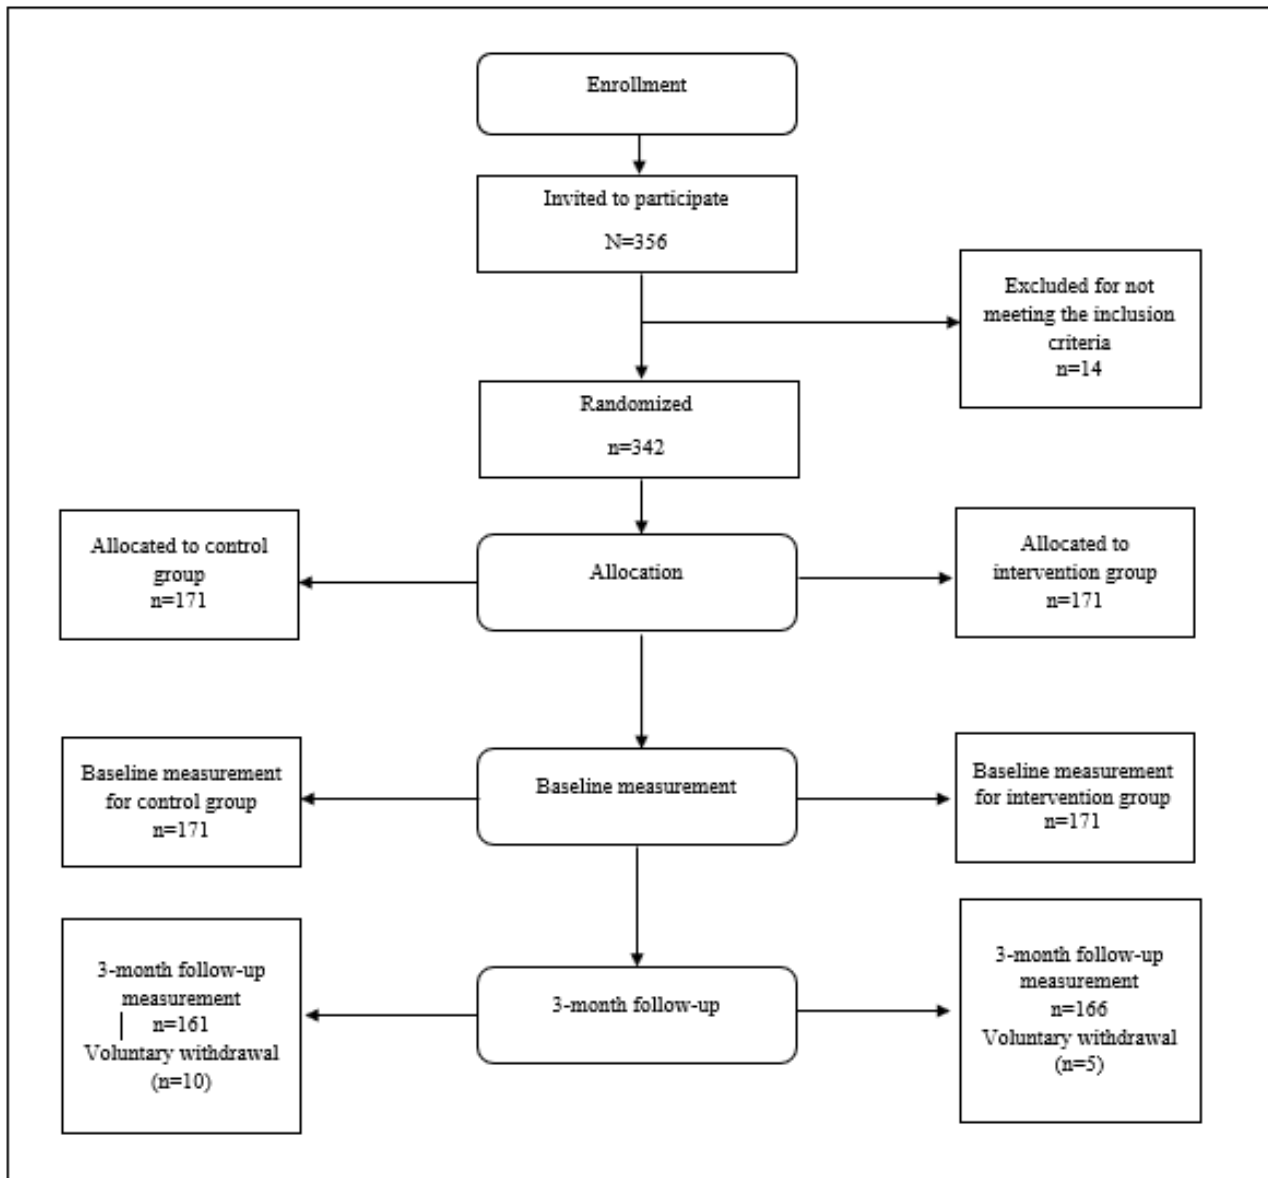 Enrollment
Invited to participate
N=356
Excluded for not
meeting the inclusion
criteria
n=14
Randomized
n=342
Allocated to control
group
n=171
Allocation
Allocated to
intervention group
n=171
Baseline measurement
for control group
n=171
Baseline measurement
Baseline measurement
for intervention group
n=171
3-month follow-up
measurement
n=161
Voluntary withdrawal
(n=10)
3-month follow-up
3-month follow-up
measurement
n=166
Voluntary withdrawal
(n=5)